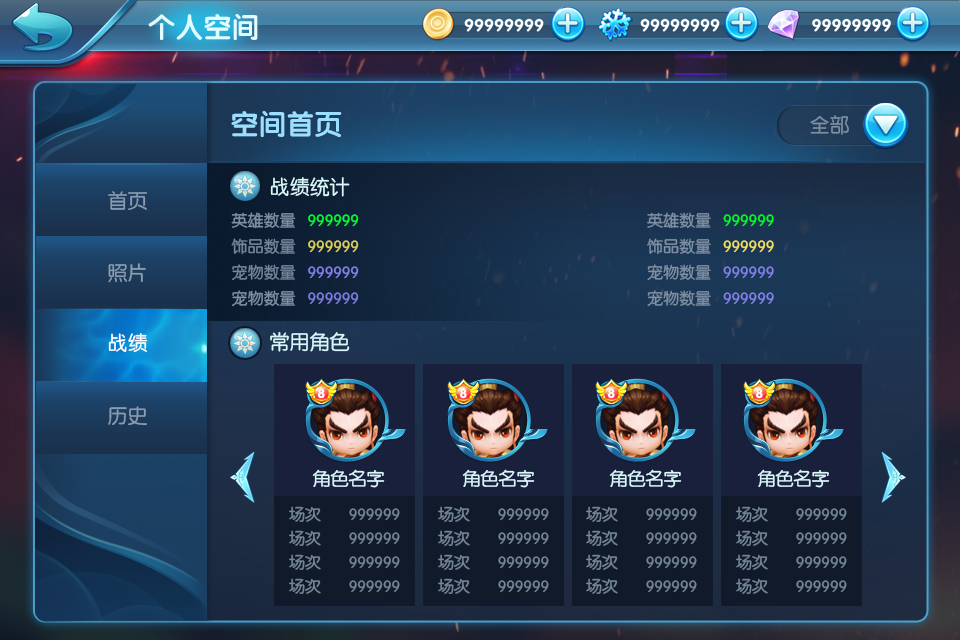 个人空间 99999999 99999999 99999999
空间首页 全部
首页
照片
战绩
历史
战绩统计
英雄数量 999999 英雄数量 999999
饰品数量 999999 饰品数量 999999
宠物数量 999999 宠物数量 999999
宠物数量 999999 宠物数量 999999
常用角色
8 8 8 8
角色名字 角色名字 角色名字 角色名字
场次 999999 场次 999999 场次 999999 场次 999999
场次 999999 场次 999999 场次 999999 场次 999999
场次 999999 场次 999999 场次 999999 场次 999999
场次 999999 场次 999999 场次 999999 场次 999999